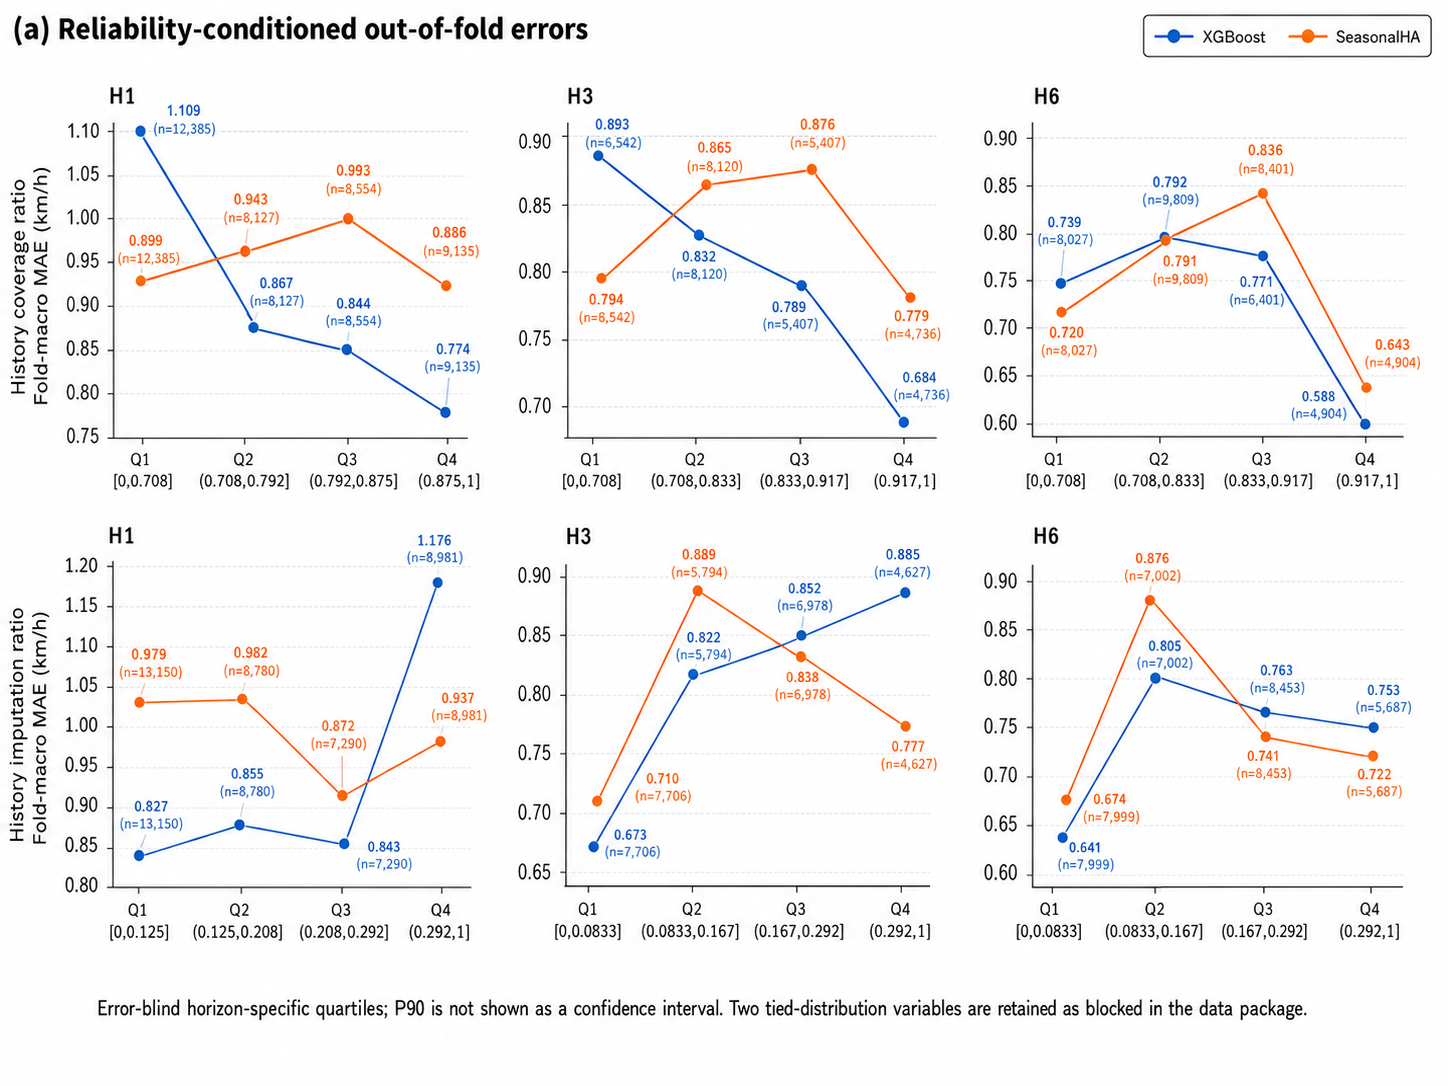 (a) Reliability-conditioned out-of-fold errors
XGBoost
SeasonalHA
H1
History coverage ratio
Fold-macro MAE (km/h)
1.10
1.05
1.00
0.95
0.90
0.85
0.80
0.75
1.109
(n=12,385)
0.899
(n=12,385)
0.943
(n=8,127)
0.993
(n=8,554)
0.886
(n=9,135)
0.867
(n=8,127)
0.844
(n=8,554)
0.774
(n=9,135)
Q1
[0,0.708]
Q2
(0.708,0.792]
Q3
(0.792,0.875]
Q4
(0.875,1]
H3
0.90
0.85
0.80
0.75
0.70
0.893
(n=6,542)
0.865
(n=8,120)
0.876
(n=5,407)
0.832
(n=8,120)
0.794
(n=8,542)
0.789
(n=5,407)
0.779
(n=4,736)
0.684
(n=4,736)
Q1
[0,0.708]
Q2
(0.708,0.833]
Q3
(0.833,0.917]
Q4
(0.917,1]
H6
0.90
0.85
0.80
0.75
0.70
0.65
0.60
0.739
(n=8,027)
0.792
(n=9,809)
0.836
(n=8,401)
0.720
(n=8,027)
0.791
(n=9,809)
0.771
(n=6,401)
0.643
(n=4,904)
0.588
(n=4,904)
Q1
[0,0.708]
Q2
(0.708,0.833]
Q3
(0.833,0.917]
Q4
(0.917,1]
H1
History imputation ratio
Fold-macro MAE (km/h)
1.20
1.15
1.10
1.05
1.00
0.95
0.90
0.85
0.80
1.176
(n=8,981)
0.979
(n=13,150)
0.982
(n=8,780)
0.872
(n=7,290)
0.937
(n=8,981)
0.827
(n=13,150)
0.855
(n=8,780)
0.843
(n=7,290)
Q1
[0,0.125]
Q2
(0.125,0.208]
Q3
(0.208,0.292]
Q4
(0.292,1]
H3
0.90
0.85
0.80
0.75
0.70
0.65
0.889
(n=5,794)
0.885
(n=4,627)
0.852
(n=6,978)
0.822
(n=5,794)
0.838
(n=6,978)
0.777
(n=4,627)
0.710
(n=7,706)
0.673
(n=7,706)
Q1
[0,0.0833]
Q2
(0.0833,0.167]
Q3
(0.167,0.292]
Q4
(0.292,1]
H6
0.90
0.85
0.80
0.75
0.70
0.65
0.60
0.876
(n=7,002)
0.805
(n=7,002)
0.763
(n=8,453)
0.753
(n=5,687)
0.741
(n=8,453)
0.722
(n=5,687)
0.674
(n=7,999)
0.641
(n=7,999)
Q1
[0,0.0833]
Q2
(0.0833,0.167]
Q3
(0.167,0.292]
Q4
(0.292,1]
Error-blind horizon-specific quartiles; P90 is not shown as a confidence interval. Two tied-distribution variables are retained as blocked in the data package.